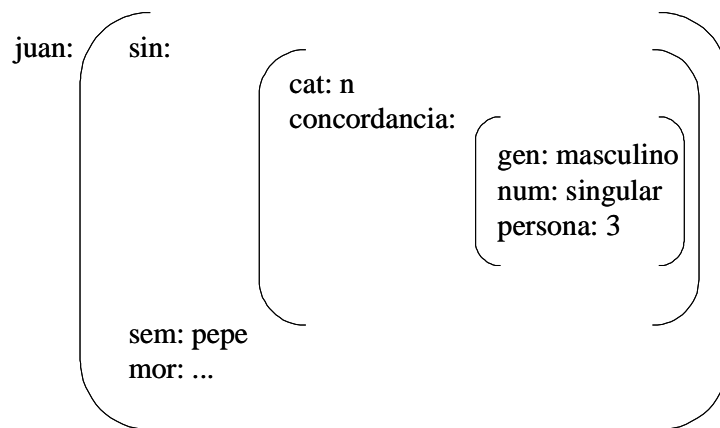 juan: sin:
cat: n
concordancia:
gen: masculino
num: singular
persona: 3
sem: pepe
mor: ...